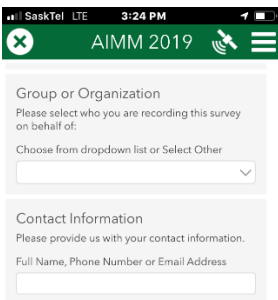 SaskTel LTE 3:24 PM
AIMM 2019
Group or Organization
Please select who you are recording this survey
on behalf of:
Choose from dropdown list or Select Other
Contact Information
Please provide us with your contact information.
Full Name, Phone Number or Email Address